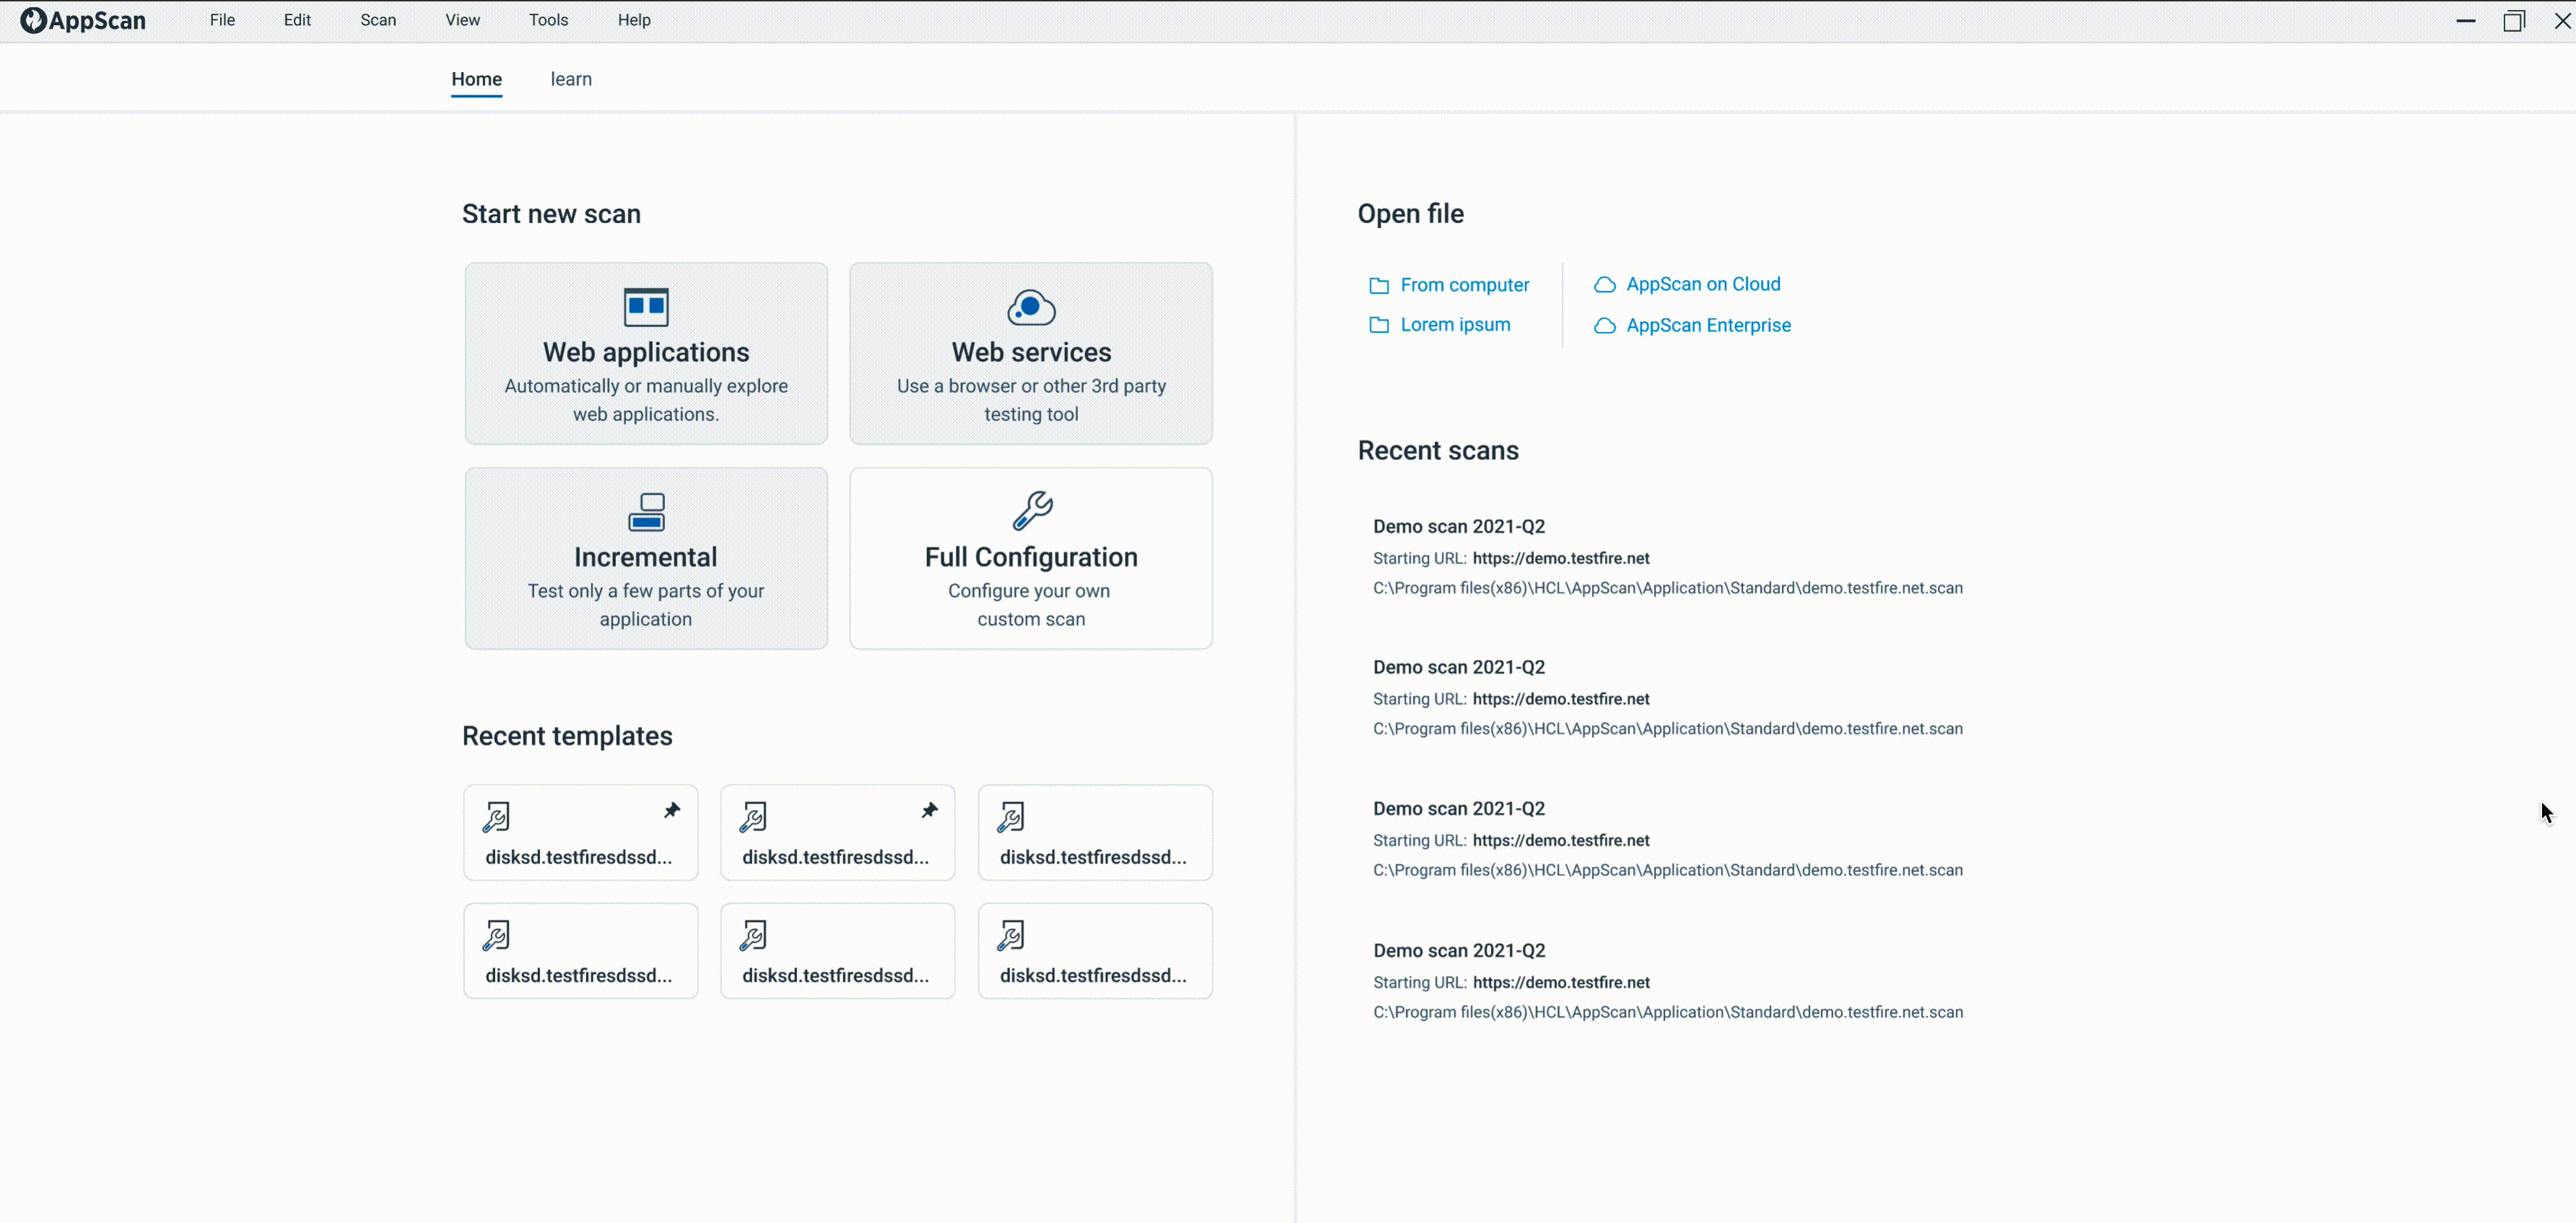 AppScan
File Edit Scan View Tools Help
Home learn
Start new scan
Web applications
Automatically or manually explore
web applications.
Web services
Use a browser or other 3rd party
testing tool
Incremental
Test only a few parts of your
application
Full Configuration
Configure your own
custom scan
Recent templates
disksd.testfiresdssd...
disksd.testfiresdssd...
disksd.testfiresdssd...
disksd.testfiresdssd...
disksd.testfiresdssd...
disksd.testfiresdssd...
Open file
From computer
Lorem ipsum
AppScan on Cloud
AppScan Enterprise
Recent scans
Demo scan 2021-Q2
Starting URL: https://demo.testfire.net
C:\Program files(x86)\HCL\AppScan\Application\Standard\demo.testfire.net.scan
Demo scan 2021-Q2
Starting URL: https://demo.testfire.net
C:\Program files(x86)\HCL\AppScan\Application\Standard\demo.testfire.net.scan
Demo scan 2021-Q2
Starting URL: https://demo.testfire.net
C:\Program files(x86)\HCL\AppScan\Application\Standard\demo.testfire.net.scan
Demo scan 2021-Q2
Starting URL: https://demo.testfire.net
C:\Program files(x86)\HCL\AppScan\Application\Standard\demo.testfire.net.scan